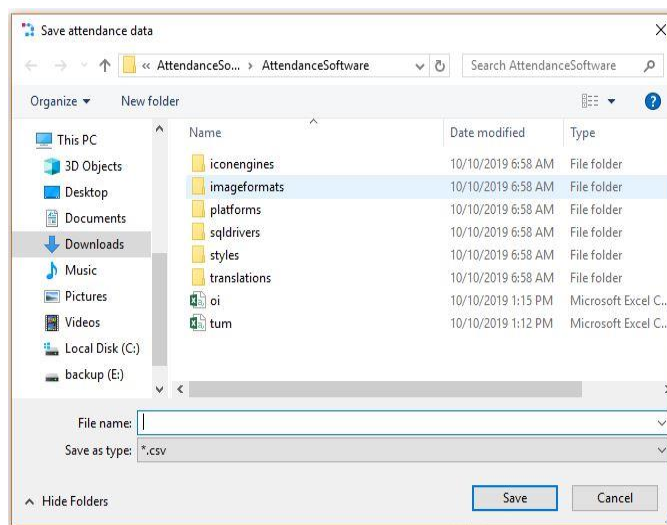 Save attendance data
« AttendanceSo... › AttendanceSoftware
Search AttendanceSoftware
Organize
New folder
?
This PC
3D Objects
Desktop
Documents
Downloads
Music
Pictures
Videos
Local Disk (C:)
backup (E:)
Name Date modified Type
iconengines 10/10/2019 6:58 AM File folder
imageformats 10/10/2019 6:58 AM File folder
platforms 10/10/2019 6:58 AM File folder
sqldrivers 10/10/2019 6:58 AM File folder
styles 10/10/2019 6:58 AM File folder
translations 10/10/2019 6:58 AM File folder
oi 10/10/2019 1:15 PM Microsoft Excel C...
tum 10/10/2019 1:12 PM Microsoft Excel C...
File name:
Save as type: *.csv
Hide Folders
Save
Cancel